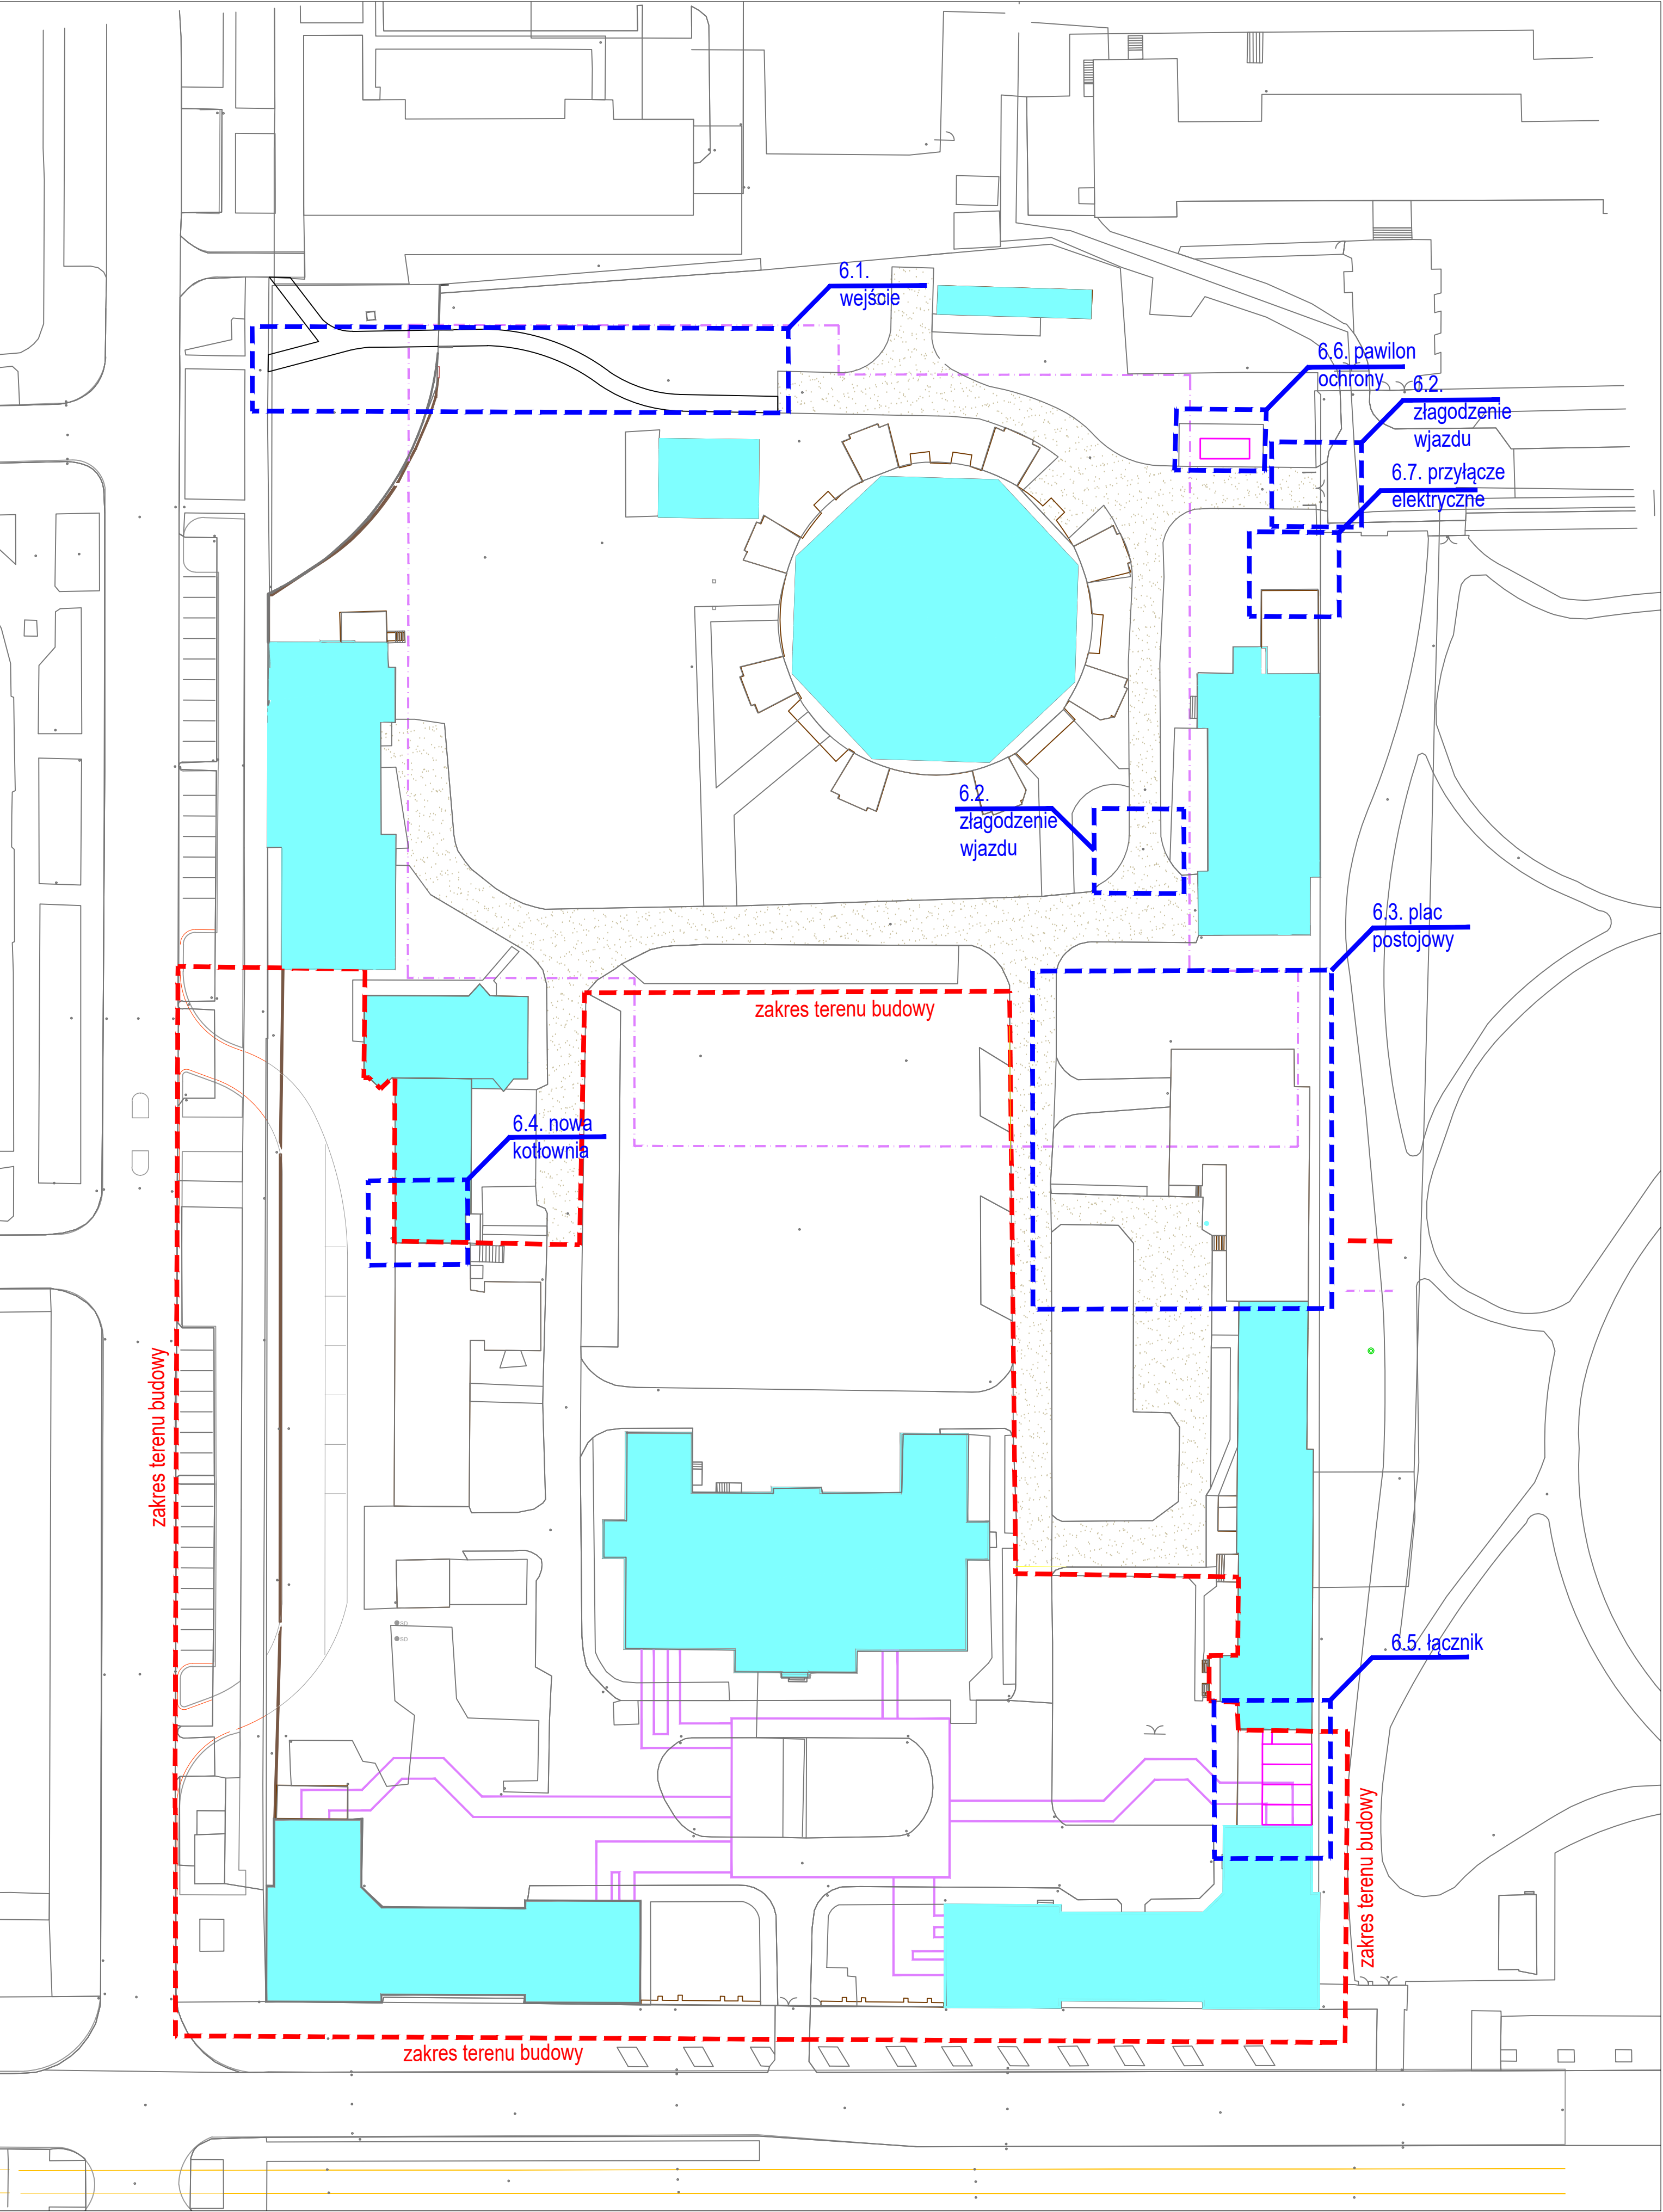 6.1.
wejście
6.6. pawilon
ochrony
6.2.
złagodzenie
wjazdu
6.7. przyłącze
elektryczne
6.2.
złagodzenie
wjazdu
6.3. plac
postojowy
zakres terenu budowy
6.4. nowa
kotłownia
zakres terenu budowy
SD
SD
6.5. łącznik
zakres terenu budowy
zakres terenu budowy